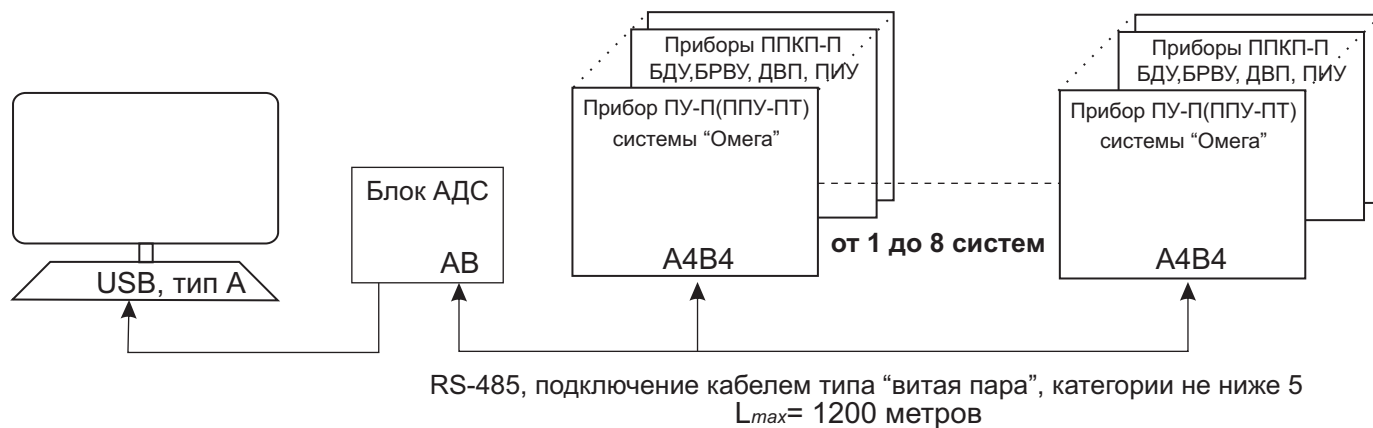 Приборы ППКП-П
БДУ,БРВУ, ДВП, ПИУ
Прибор ПУ-П(ППУ-ПТ)
системы “Омега”
A4B4
Приборы ППКП-П
БДУ,БРВУ, ДВП, ПИУ
Прибор ПУ-П(ППУ-ПТ)
системы “Омега”
A4B4
Блок АДС
AB
USB, тип А
от 1 до 8 систем
RS-485, подключение кабелем типа “витая пара”, категории не ниже 5
Lmax= 1200 метров